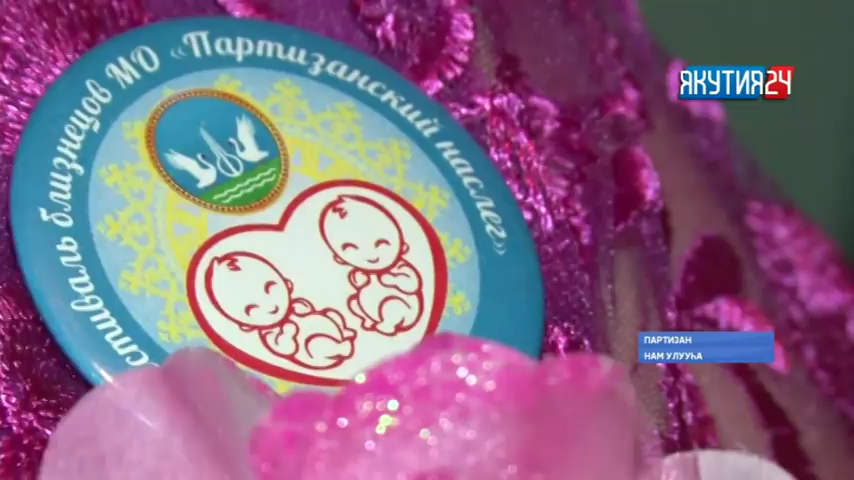 стиваль близнецов МО «Партизанский наслег»
ЯКУТИЯ24
ПАРТИЗАН
НАМ УЛУУҺА